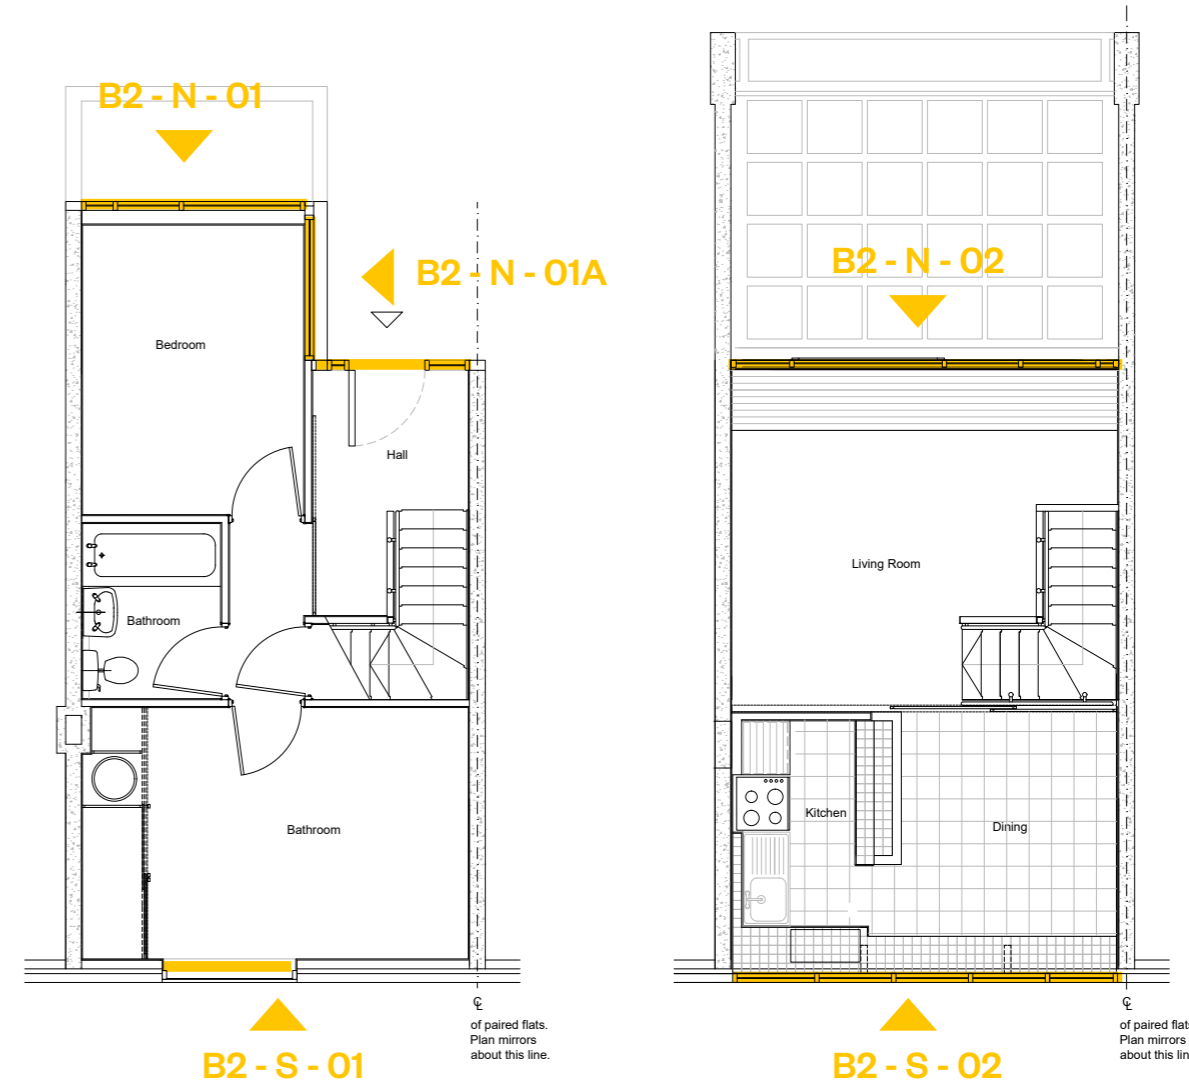 B2 - N - 01
B2 - N - 01A
Bedroom
Hall
Bathroom
Bathroom
℄
of paired flats.
Plan mirrors
about this line.
B2 - S - 01
B2 - N - 02
Living Room
Kitchen
Dining
℄
of paired flats
Plan mirrors
about this lin
B2 - S - 02